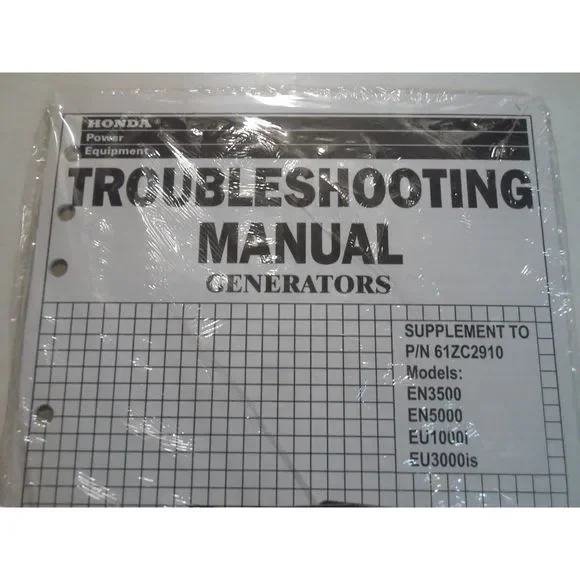 HONDA
Power
Equipment
TROUBLESHOOTING
MANUAL
GENERATORS
SUPPLEMENT TO
P/N 61ZC2910
Models:
EN3500
EN5000
EU1000i
EU3000is